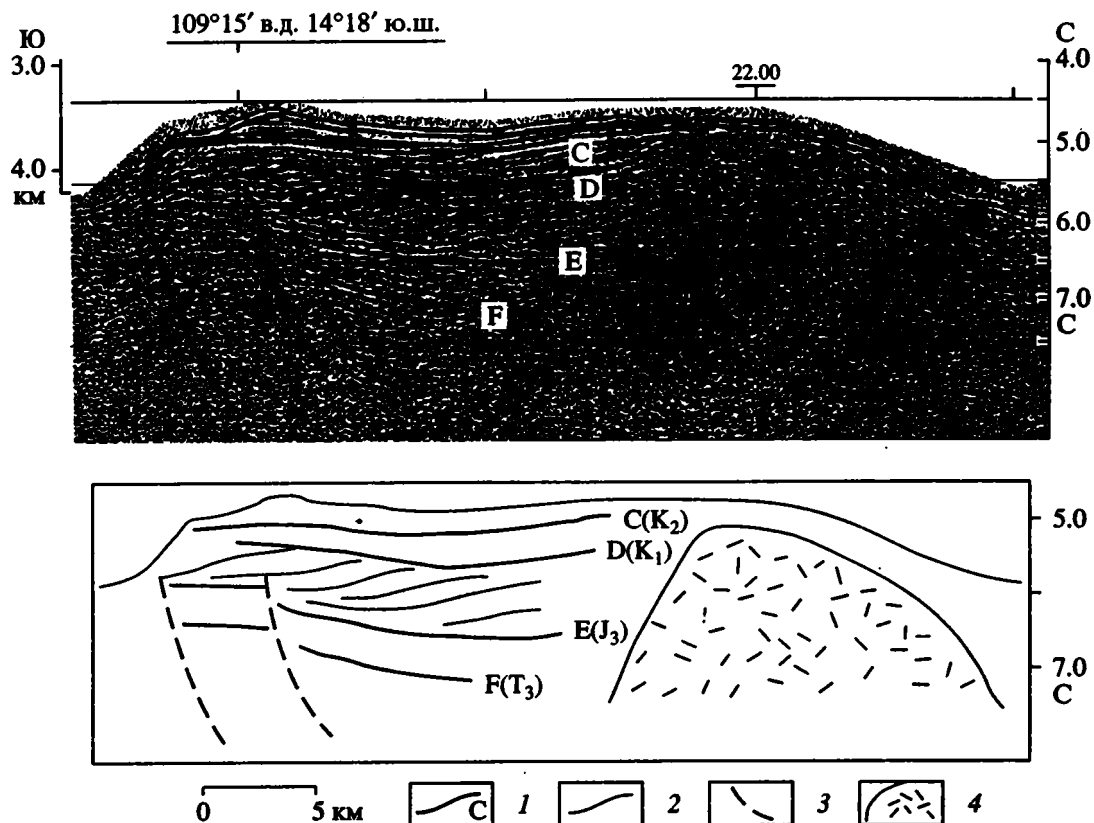 109°15′ в.д. 14°18′ ю.ш.
Ю
С
3.0
4.0
22.00
С
5.0
4.0
км
D
6.0
E
7.0
F
С
C(K₂)
5.0
D(K₁)
E(J₃)
F(T₃)
7.0
С
0 5 км
C 1 2 3 4